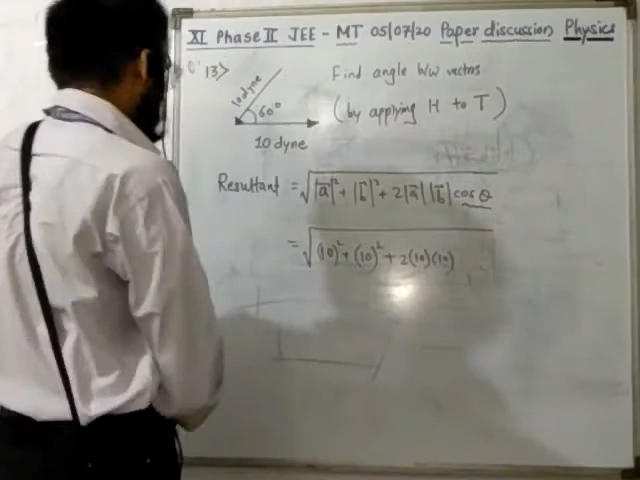 XI Phase II JEE - MT 05/07/20 Paper discussion Physics
Q. 13>
Find angle b/w vectors
10 dyne
60°
(by applying H to T)
10 dyne
Resultant = √|a⃗|² + |b⃗|² + 2|a⃗| |b⃗| cos θ
= √(10)² + (10)² + 2(10)(10)